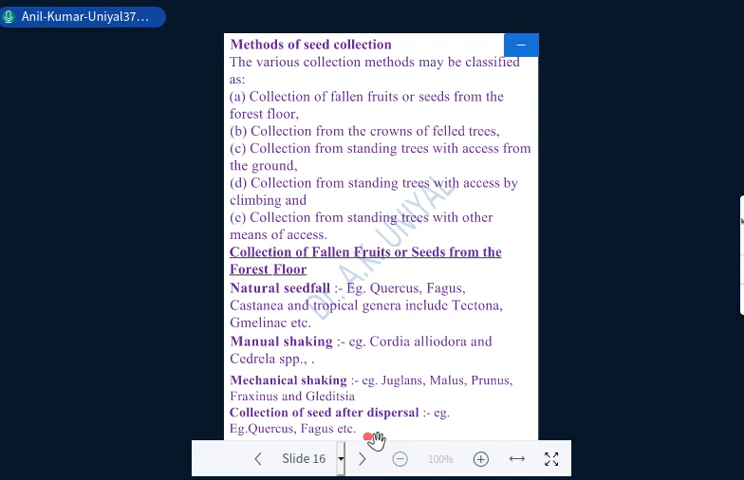 Anil-Kumar-Uniyal37...
Methods of seed collection
The various collection methods may be classified
as:
(a) Collection of fallen fruits or seeds from the
forest floor,
(b) Collection from the crowns of felled trees,
(c) Collection from standing trees with access from
the ground,
(d) Collection from standing trees with access by
climbing and
(e) Collection from standing trees with other
means of access.
Collection of Fallen Fruits or Seeds from the
Forest Floor
Natural seedfall :- Eg. Quercus, Fagus,
Castanea and tropical genera include Tectona,
Gmelinac etc.
Manual shaking :- eg. Cordia alliodora and
Cedrela spp., .
Mechanical shaking :- eg. Juglans, Malus, Prunus,
Fraxinus and Gleditsia
Collection of seed after dispersal :- eg.
Eg.Quercus, Fagus etc.
Dr. A.K. UNIYAL
Slide 16
100%